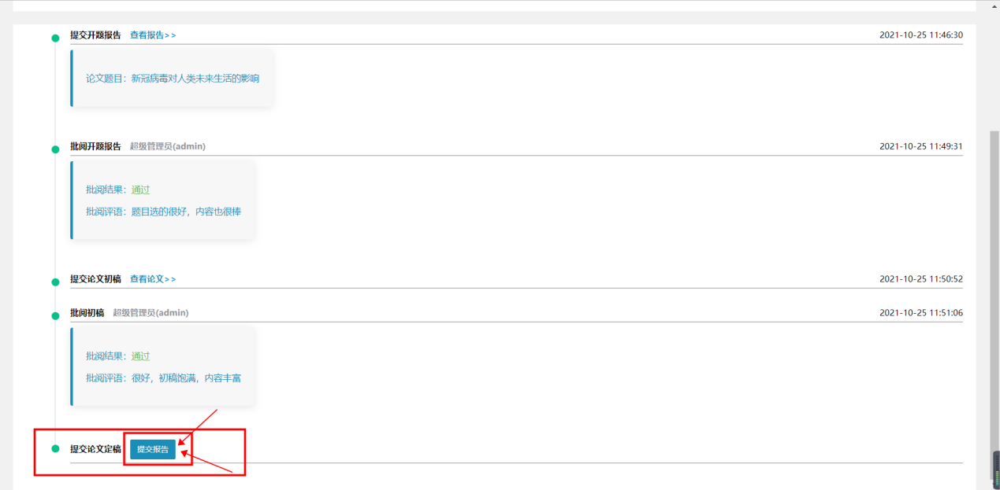 提交开题报告 查看报告>> 2021-10-25 11:46:30
论文题目：新冠病毒对人类未来生活的影响
批阅开题报告 超级管理员(admin) 2021-10-25 11:49:31
批阅结果：通过
批阅评语：题目选的很好，内容也很棒
提交论文初稿 查看论文>> 2021-10-25 11:50:52
批阅初稿 超级管理员(admin) 2021-10-25 11:51:06
批阅结果：通过
批阅评语：很好，初稿饱满，内容丰富
提交论文定稿 提交报告